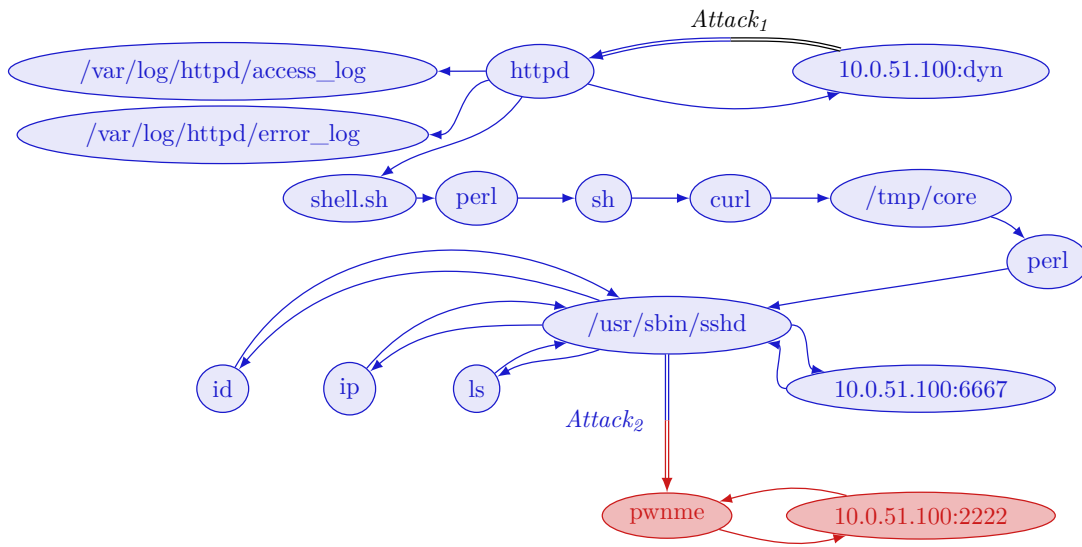 Attack1
/var/log/httpd/access_log
httpd
10.0.51.100:dyn
/var/log/httpd/error_log
shell.sh
perl
sh
curl
/tmp/core
perl
/usr/sbin/sshd
id
ip
ls
10.0.51.100:6667
Attack2
pwnme
10.0.51.100:2222